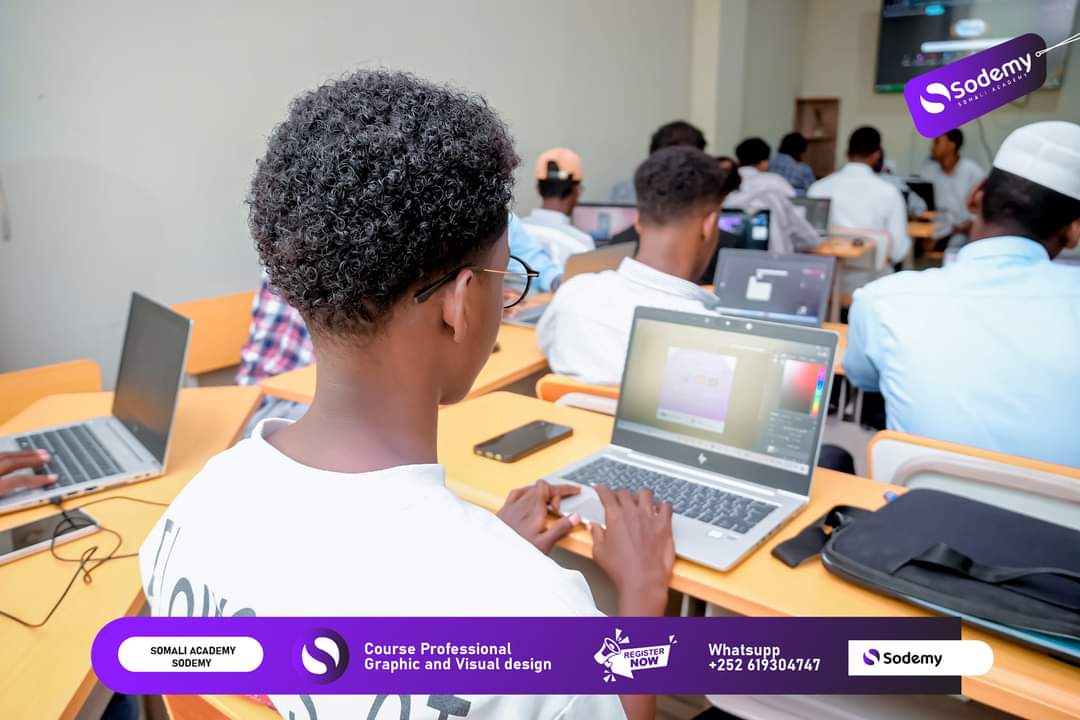 Sodemy
SOMALI ACADEMY
SOMALI ACADEMY
SODEMY
Course Professional
Graphic and Visual design
REGISTER
NOW
Whatsupp
+252 619304747
Sodemy